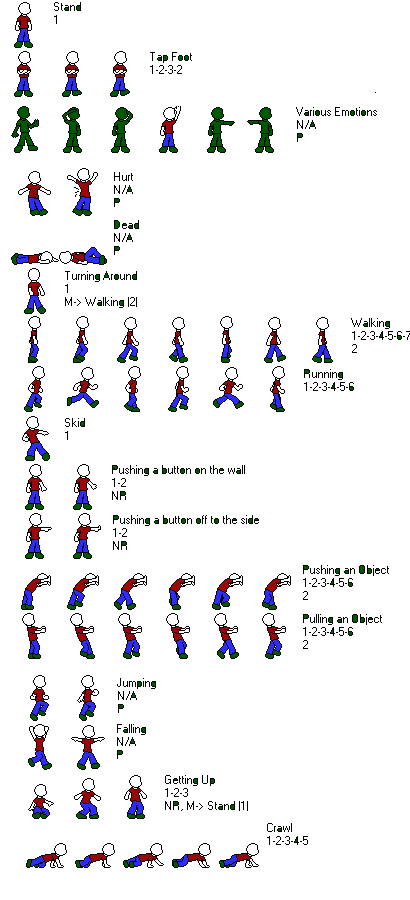 Stand
1
Tap Foot
1-2-3-2
Various Emotions
N/A
P
Hurt
N/A
P
Dead
N/A
P
Turning Around
1
M-> Walking |2|
Walking
1-2-3-4-5-6-7
2
Running
1-2-3-4-5-6
Skid
1
Pushing a button on the wall
1-2
NR
Pushing a button off to the side
1-2
NR
Pushing an Object
1-2-3-4-5-6
2
Pulling an Object
1-2-3-4-5-6
2
Jumping
N/A
P
Falling
N/A
P
Getting Up
1-2-3
NR, M-> Stand |1|
Crawl
1-2-3-4-5